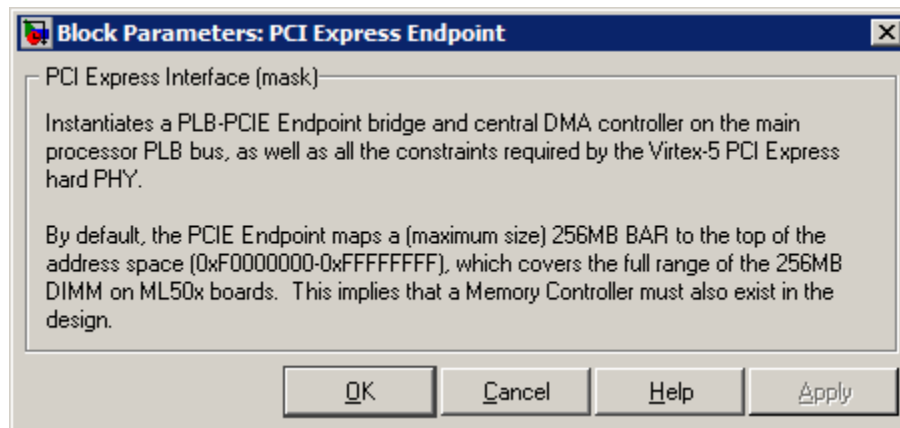 Block Parameters: PCI Express Endpoint
PCI Express Interface (mask)
Instantiates a PLB-PCIE Endpoint bridge and central DMA controller on the main
processor PLB bus, as well as all the constraints required by the Virtex-5 PCI Express
hard PHY.
By default, the PCIE Endpoint maps a (maximum size) 256MB BAR to the top of the
address space (0xF0000000-0xFFFFFFFF), which covers the full range of the 256MB
DIMM on ML50x boards.  This implies that a Memory Controller must also exist in the
design.
OK Cancel Help Apply